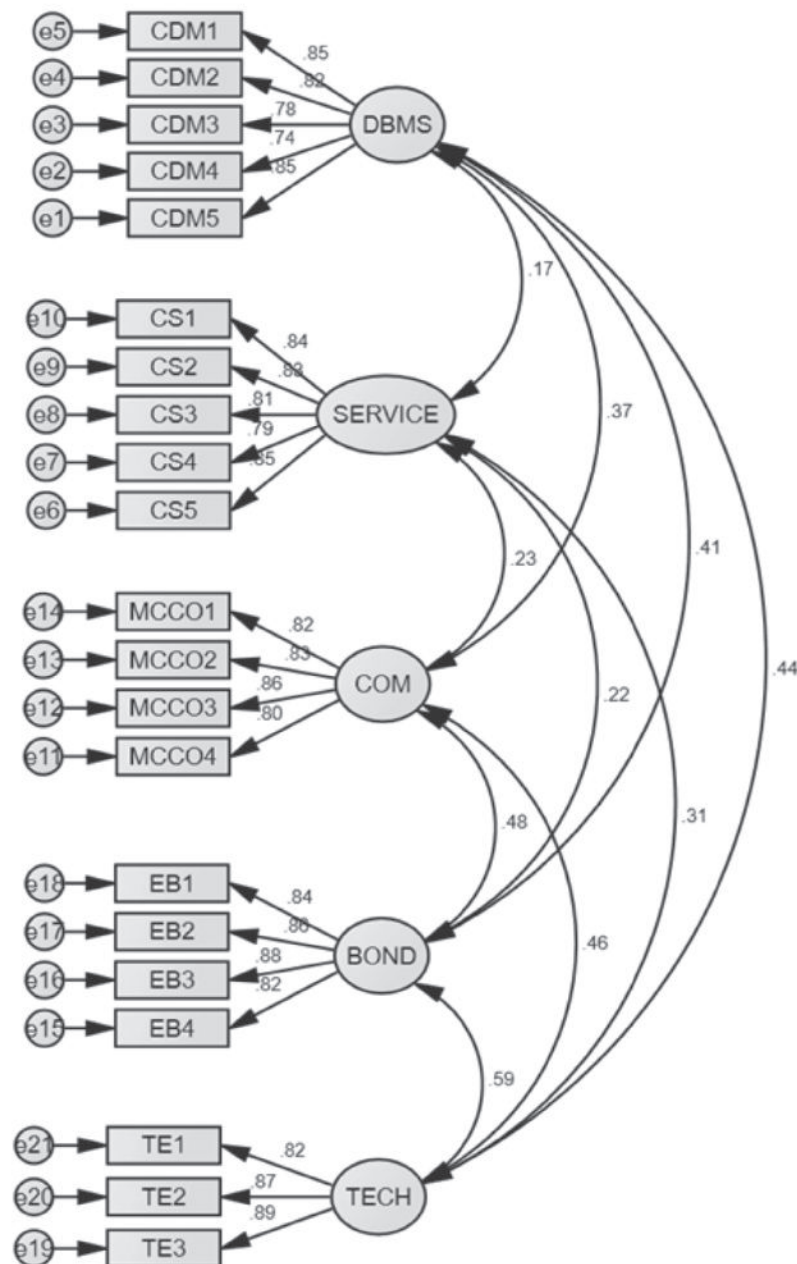 e5 CDM1 .85
e4 CDM2 .82
DBMS
e3 CDM3 .78
e2 CDM4 .74
e1 CDM5 .85
.17
e10 CS1 .84
e9 CS2 .83
e8 CS3 .81
SERVICE
.37
e7 CS4 .79
e6 CS5 .85
.41
.23
e14 MCCO1 .82
e13 MCCO2 .83
COM
.44
e12 MCCO3 .86
.22
e11 MCCO4 .80
.48
.31
e18 EB1 .84
e17 EB2 .86
BOND
.46
e16 EB3 .88
e15 EB4 .82
.59
e21 TE1 .82
e20 TE2 .87
TECH
e19 TE3 .89